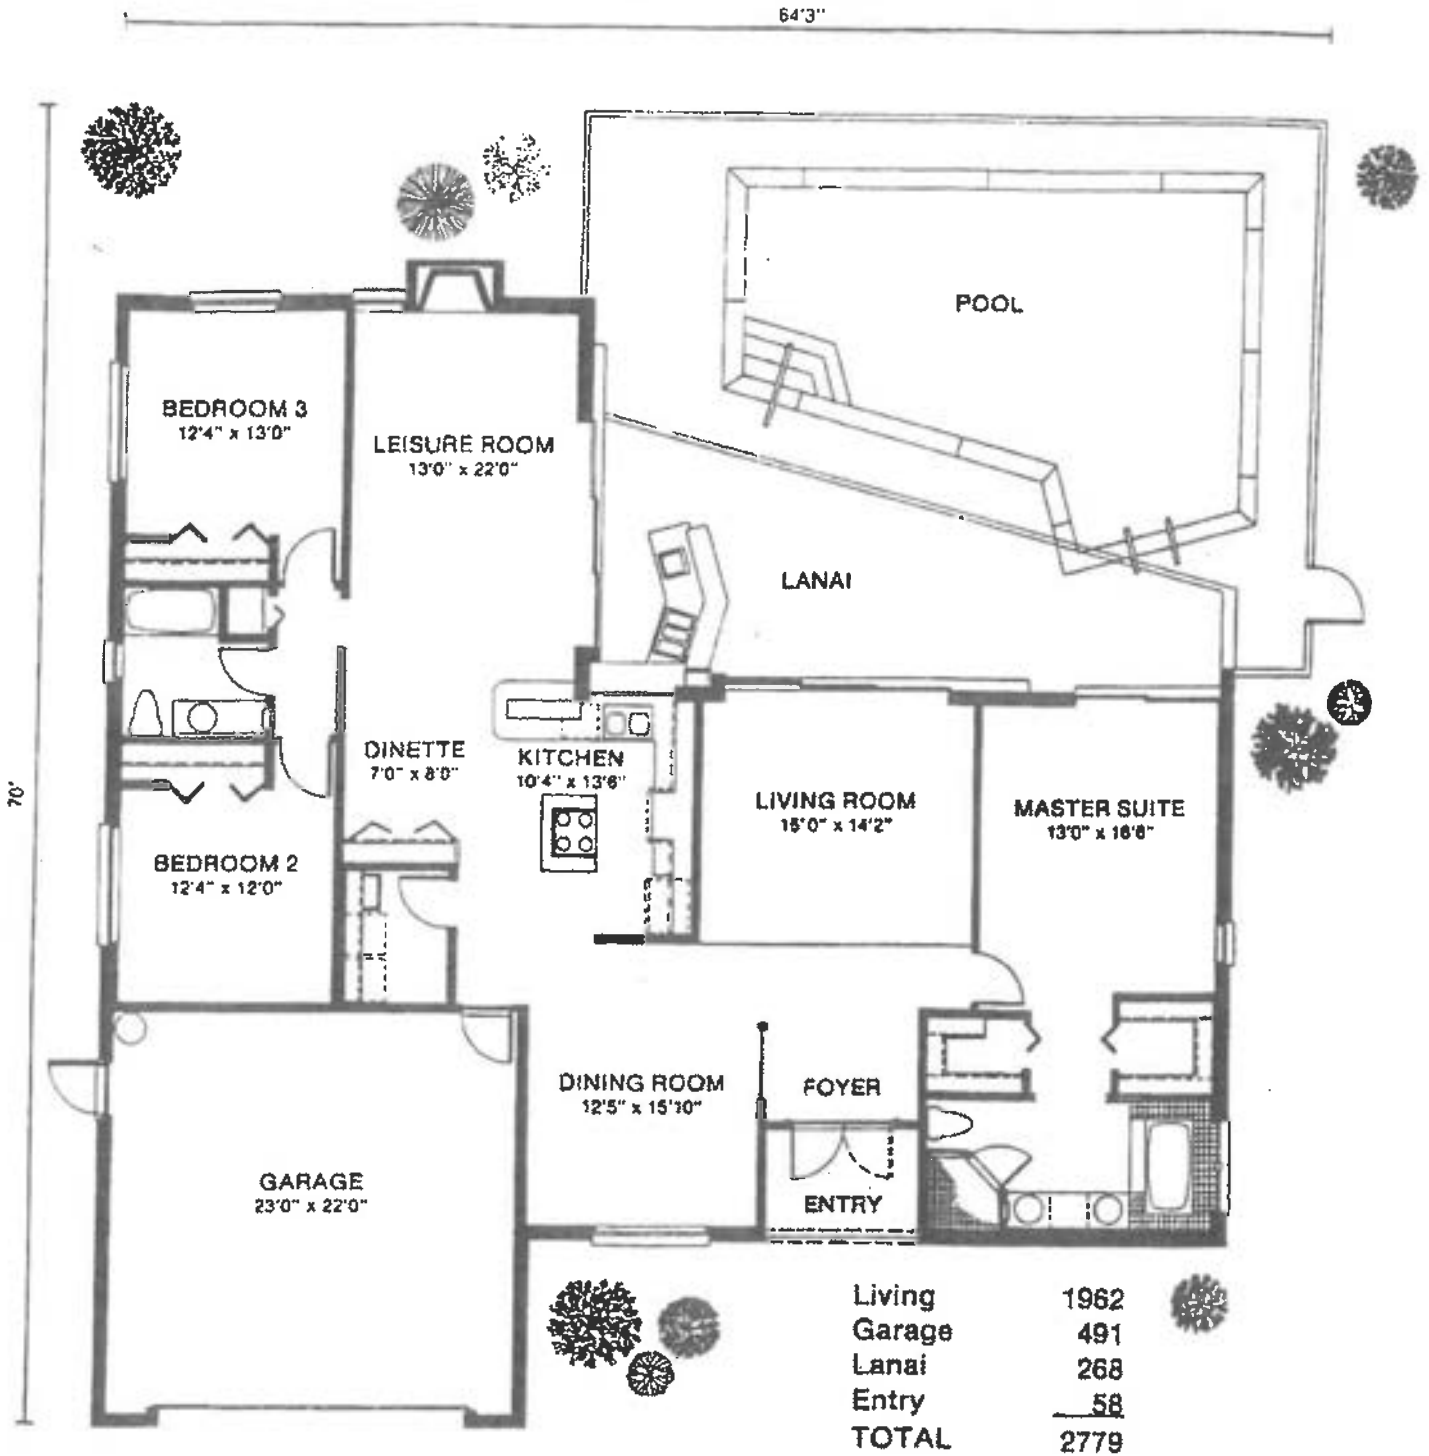 64'3"
POOL
BEDROOM 3
12'4" x 13'0"
LEISURE ROOM
13'0" x 22'0"
LANAI
DINETTE
7'0" x 8'0"
KITCHEN
10'4" x 13'6"
70'
LIVING ROOM
15'0" x 14'2"
MASTER SUITE
13'0" x 16'6"
BEDROOM 2
12'4" x 12'0"
DINING ROOM
12'5" x 15'10"
FOYER
GARAGE
23'0" x 22'0"
ENTRY
Living 1962
Garage 491
Lanai 268
Entry 58
TOTAL 2779